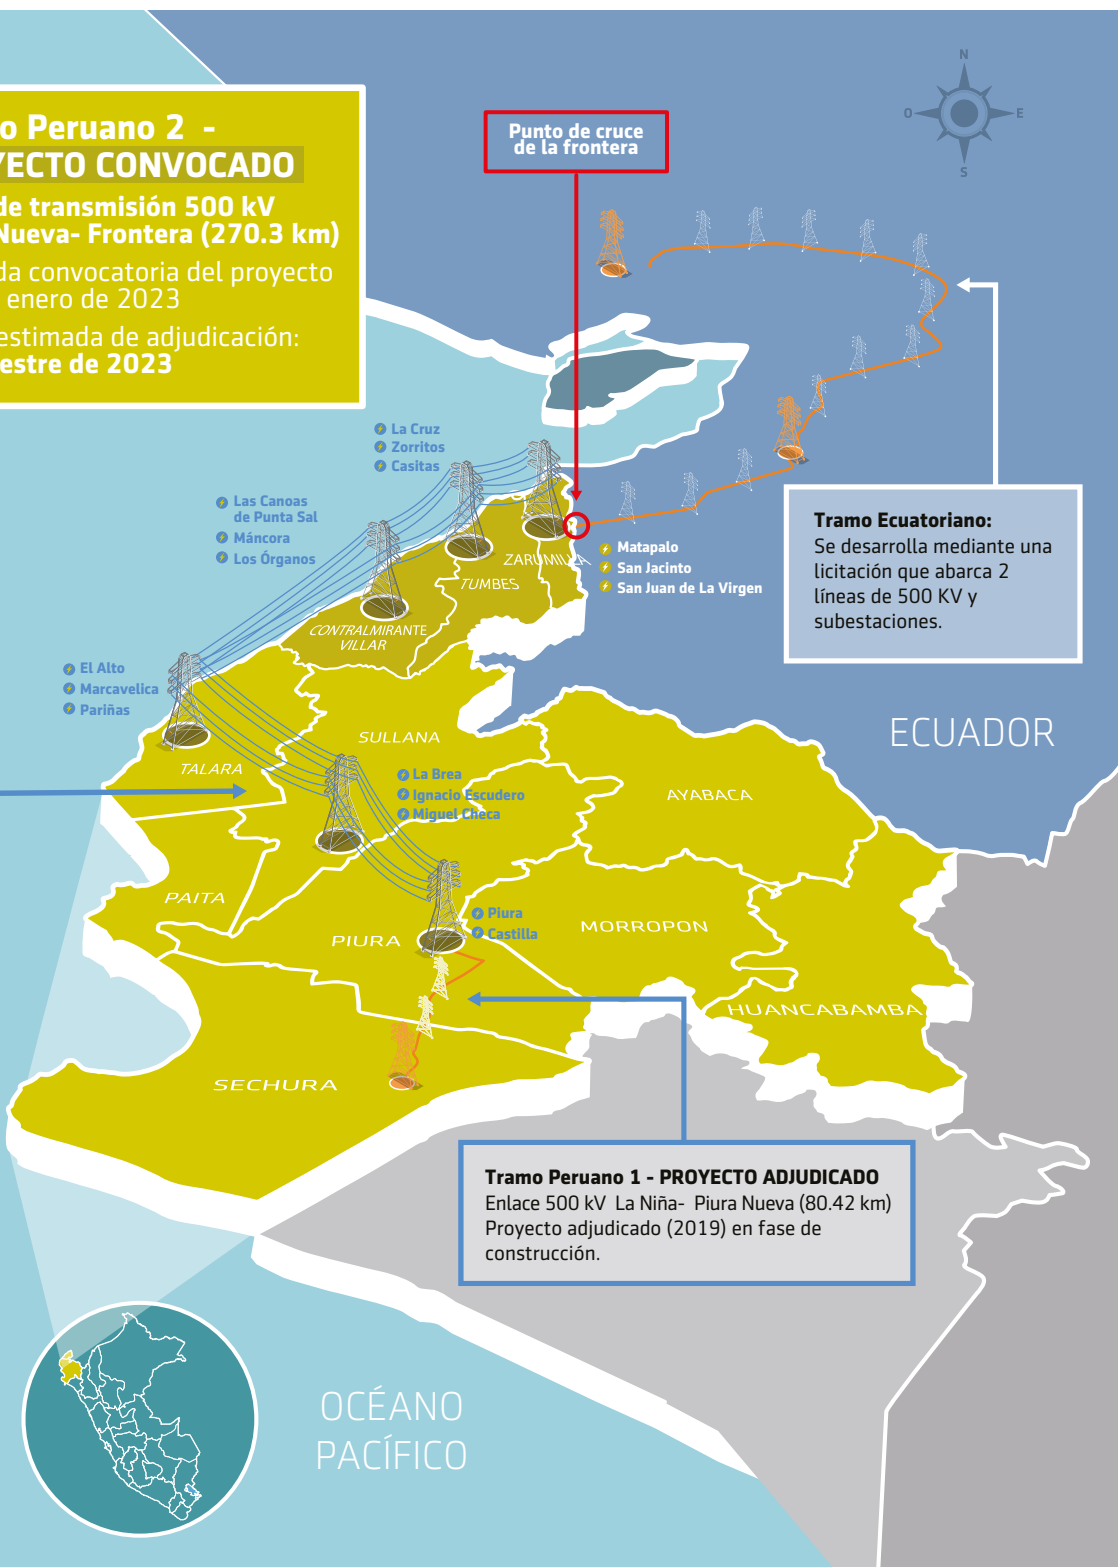 o Peruano 2 -
YECTO CONVOCADO
de transmisión 500 kV
Nueva- Frontera (270.3 km)
da convocatoria del proyecto
enero de 2023
estimada de adjudicación:
estre de 2023
Punto de cruce
de la frontera
N
O
E
S
La Cruz
Zorritos
Casitas
Las Canoas
de Punta Sal
Máncora
Los Órganos
Matapalo
San Jacinto
San Juan de La Virgen
ZARUMILLA
TUMBES
CONTRALMIRANTE
VILLAR
Tramo Ecuatoriano:
Se desarrolla mediante una
licitación que abarca 2
líneas de 500 KV y
subestaciones.
El Alto
Marcavelica
Pariñas
ECUADOR
SULLANA
TALARA
La Brea
Ignacio Escudero
Miguel Checa
AYABACA
PAITA
PIURA
Piura
Castilla
MORROPON
HUANCABAMBA
SECHURA
Tramo Peruano 1 - PROYECTO ADJUDICADO
Enlace 500 kV La Niña- Piura Nueva (80.42 km)
Proyecto adjudicado (2019) en fase de
construcción.
OCÉANO
PACÍFICO